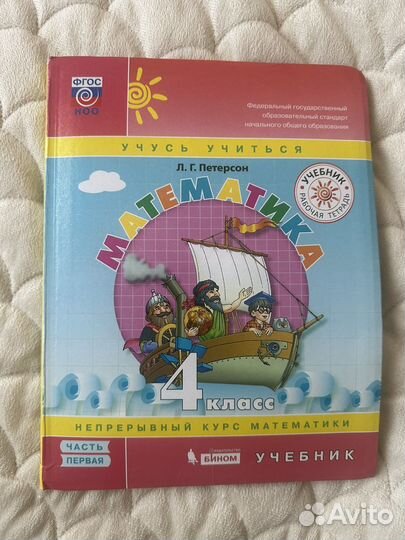 ФГОС
НОО
Федеральный государственный
образовательный стандарт
начального общего образования
УЧУСЬ УЧИТЬСЯ
Л. Г. Петерсон
МАТЕМАТИКА
УЧЕБНИК
РАБОЧАЯ ТЕТРАДЬ
4 класс
НЕПРЕРЫВНЫЙ КУРС МАТЕМАТИКИ
ЧАСТЬ
ПЕРВАЯ
Издательство
БИНОМ
УЧЕБНИК
Avito